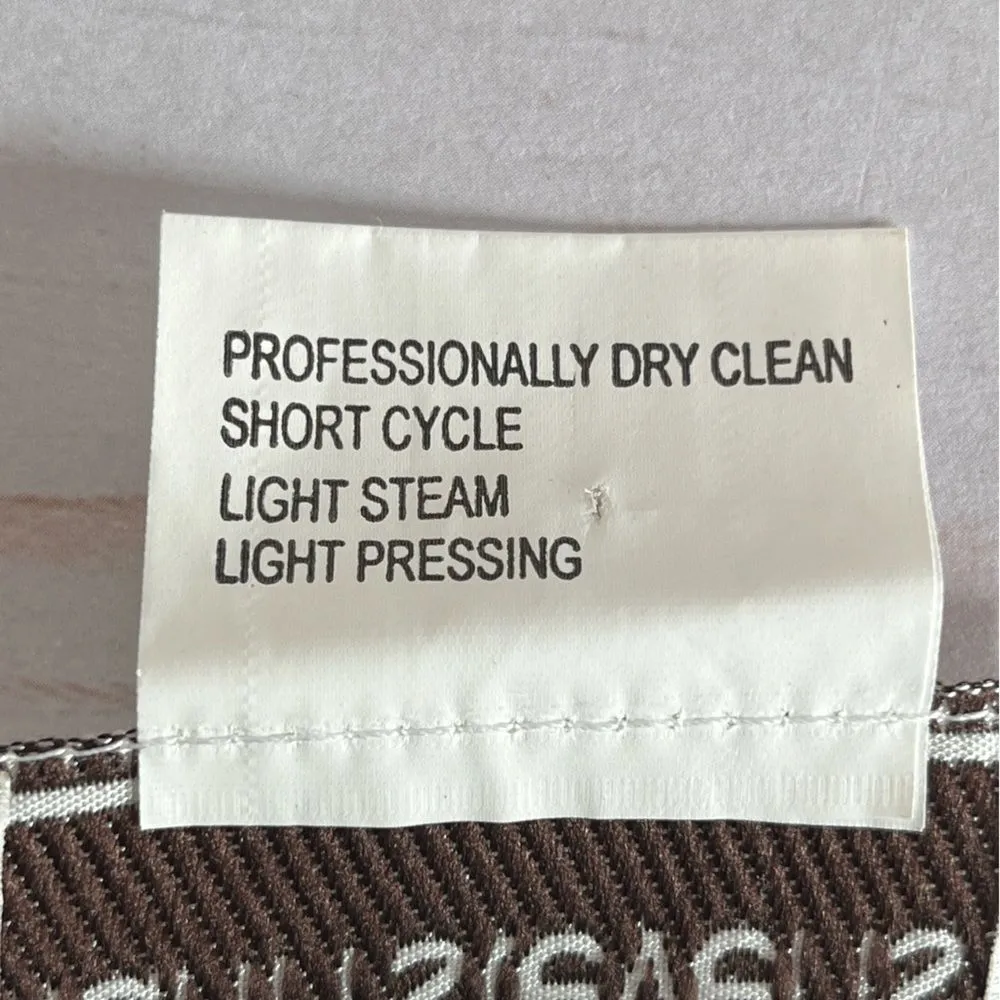 PROFESSIONALLY DRY CLEAN
SHORT CYCLE
LIGHT STEAM
LIGHT PRESSING